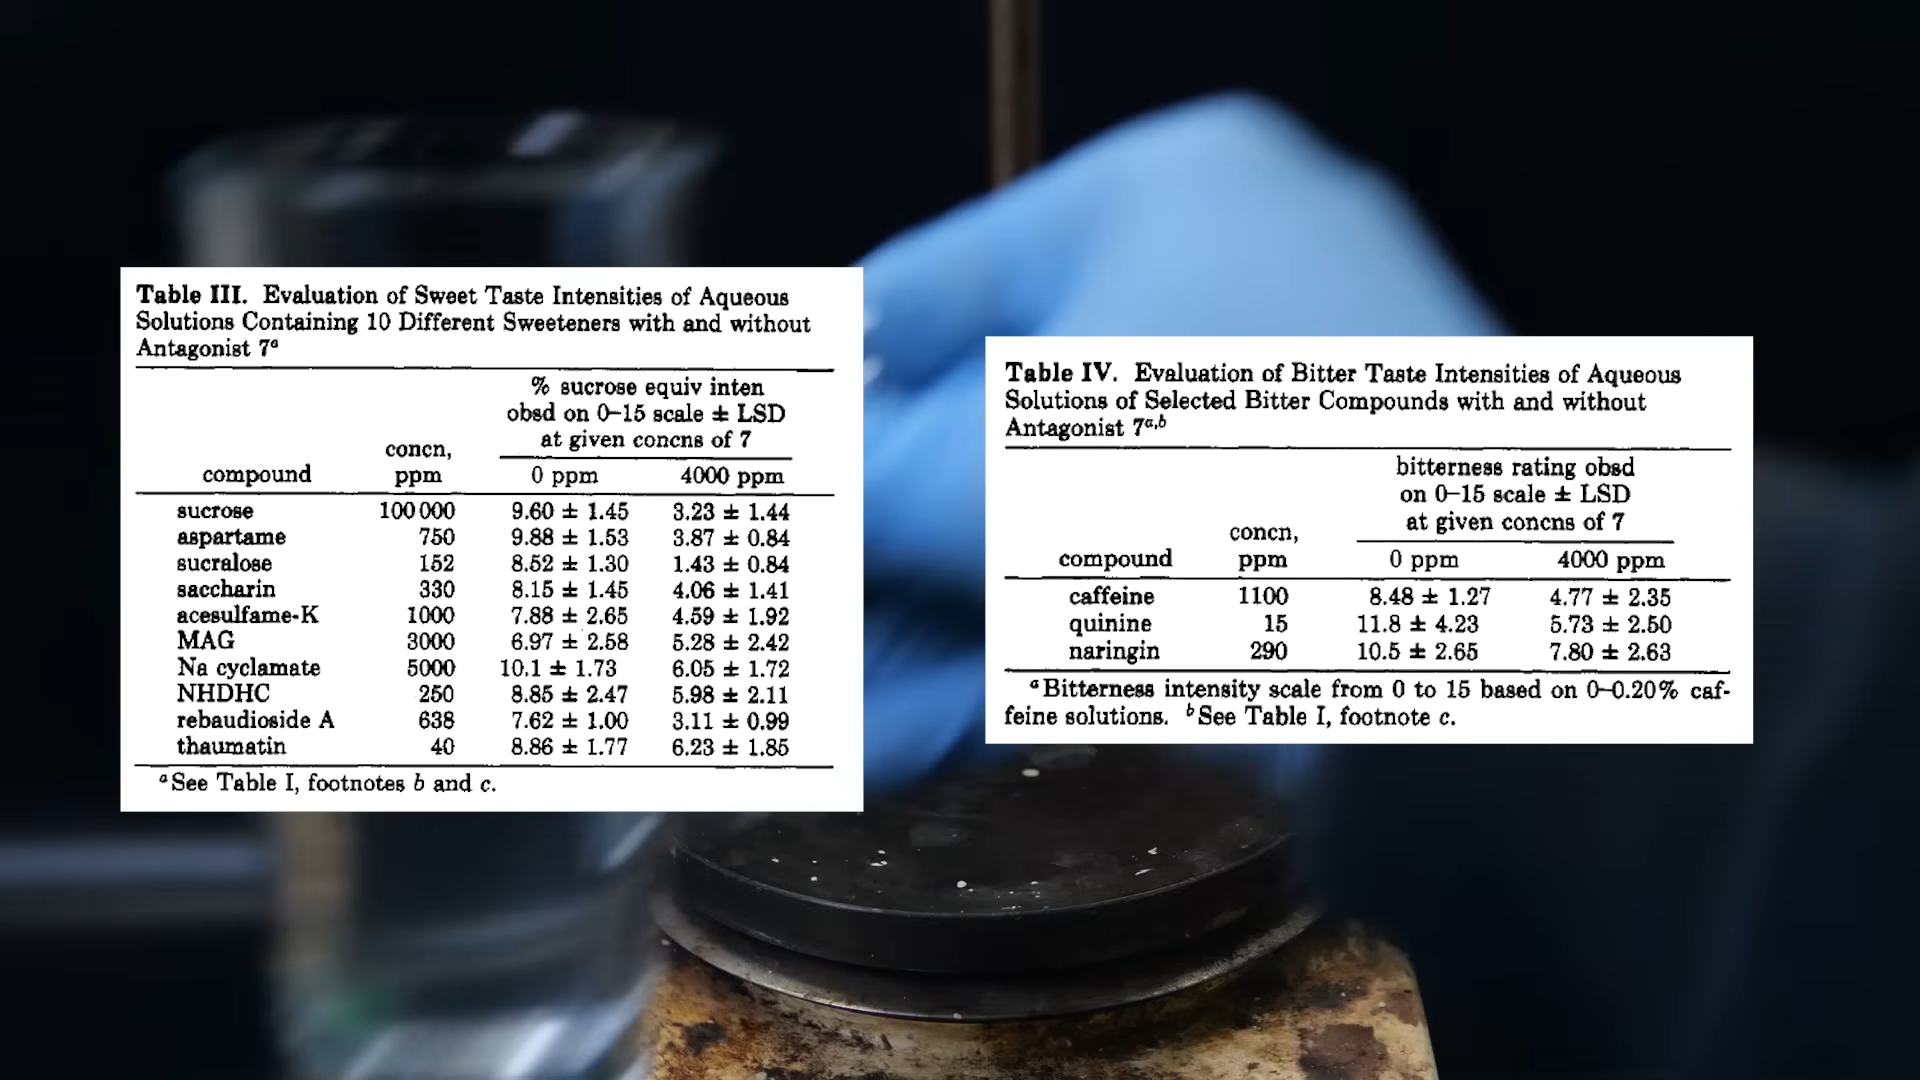 Table III. Evaluation of Sweet Taste Intensities of Aqueous
Solutions Containing 10 Different Sweeteners with and without
Antagonist 7ᵃ
% sucrose equiv inten
obsd on 0–15 scale ± LSD
at given concns of 7
concn,
compound ppm 0 ppm 4000 ppm
sucrose 100 000 9.60 ± 1.45 3.23 ± 1.44
aspartame 750 9.88 ± 1.53 3.87 ± 0.84
sucralose 152 8.52 ± 1.30 1.43 ± 0.84
saccharin 330 8.15 ± 1.45 4.06 ± 1.41
acesulfame-K 1000 7.88 ± 2.65 4.59 ± 1.92
MAG 3000 6.97 ± 2.58 5.28 ± 2.42
Na cyclamate 5000 10.1 ± 1.73 6.05 ± 1.72
NHDHC 250 8.85 ± 2.47 5.98 ± 2.11
rebaudioside A 638 7.62 ± 1.00 3.11 ± 0.99
thaumatin 40 8.86 ± 1.77 6.23 ± 1.85
ᵃ See Table I, footnotes b and c.
Table IV. Evaluation of Bitter Taste Intensities of Aqueous
Solutions of Selected Bitter Compounds with and without
Antagonist 7ᵃ,ᵇ
bitterness rating obsd
on 0–15 scale ± LSD
at given concns of 7
concn,
compound ppm 0 ppm 4000 ppm
caffeine 1100 8.48 ± 1.27 4.77 ± 2.35
quinine 15 11.8 ± 4.23 5.73 ± 2.50
naringin 290 10.5 ± 2.65 7.80 ± 2.63
ᵃ Bitterness intensity scale from 0 to 15 based on 0–0.20% caf-
feine solutions. ᵇ See Table I, footnote c.